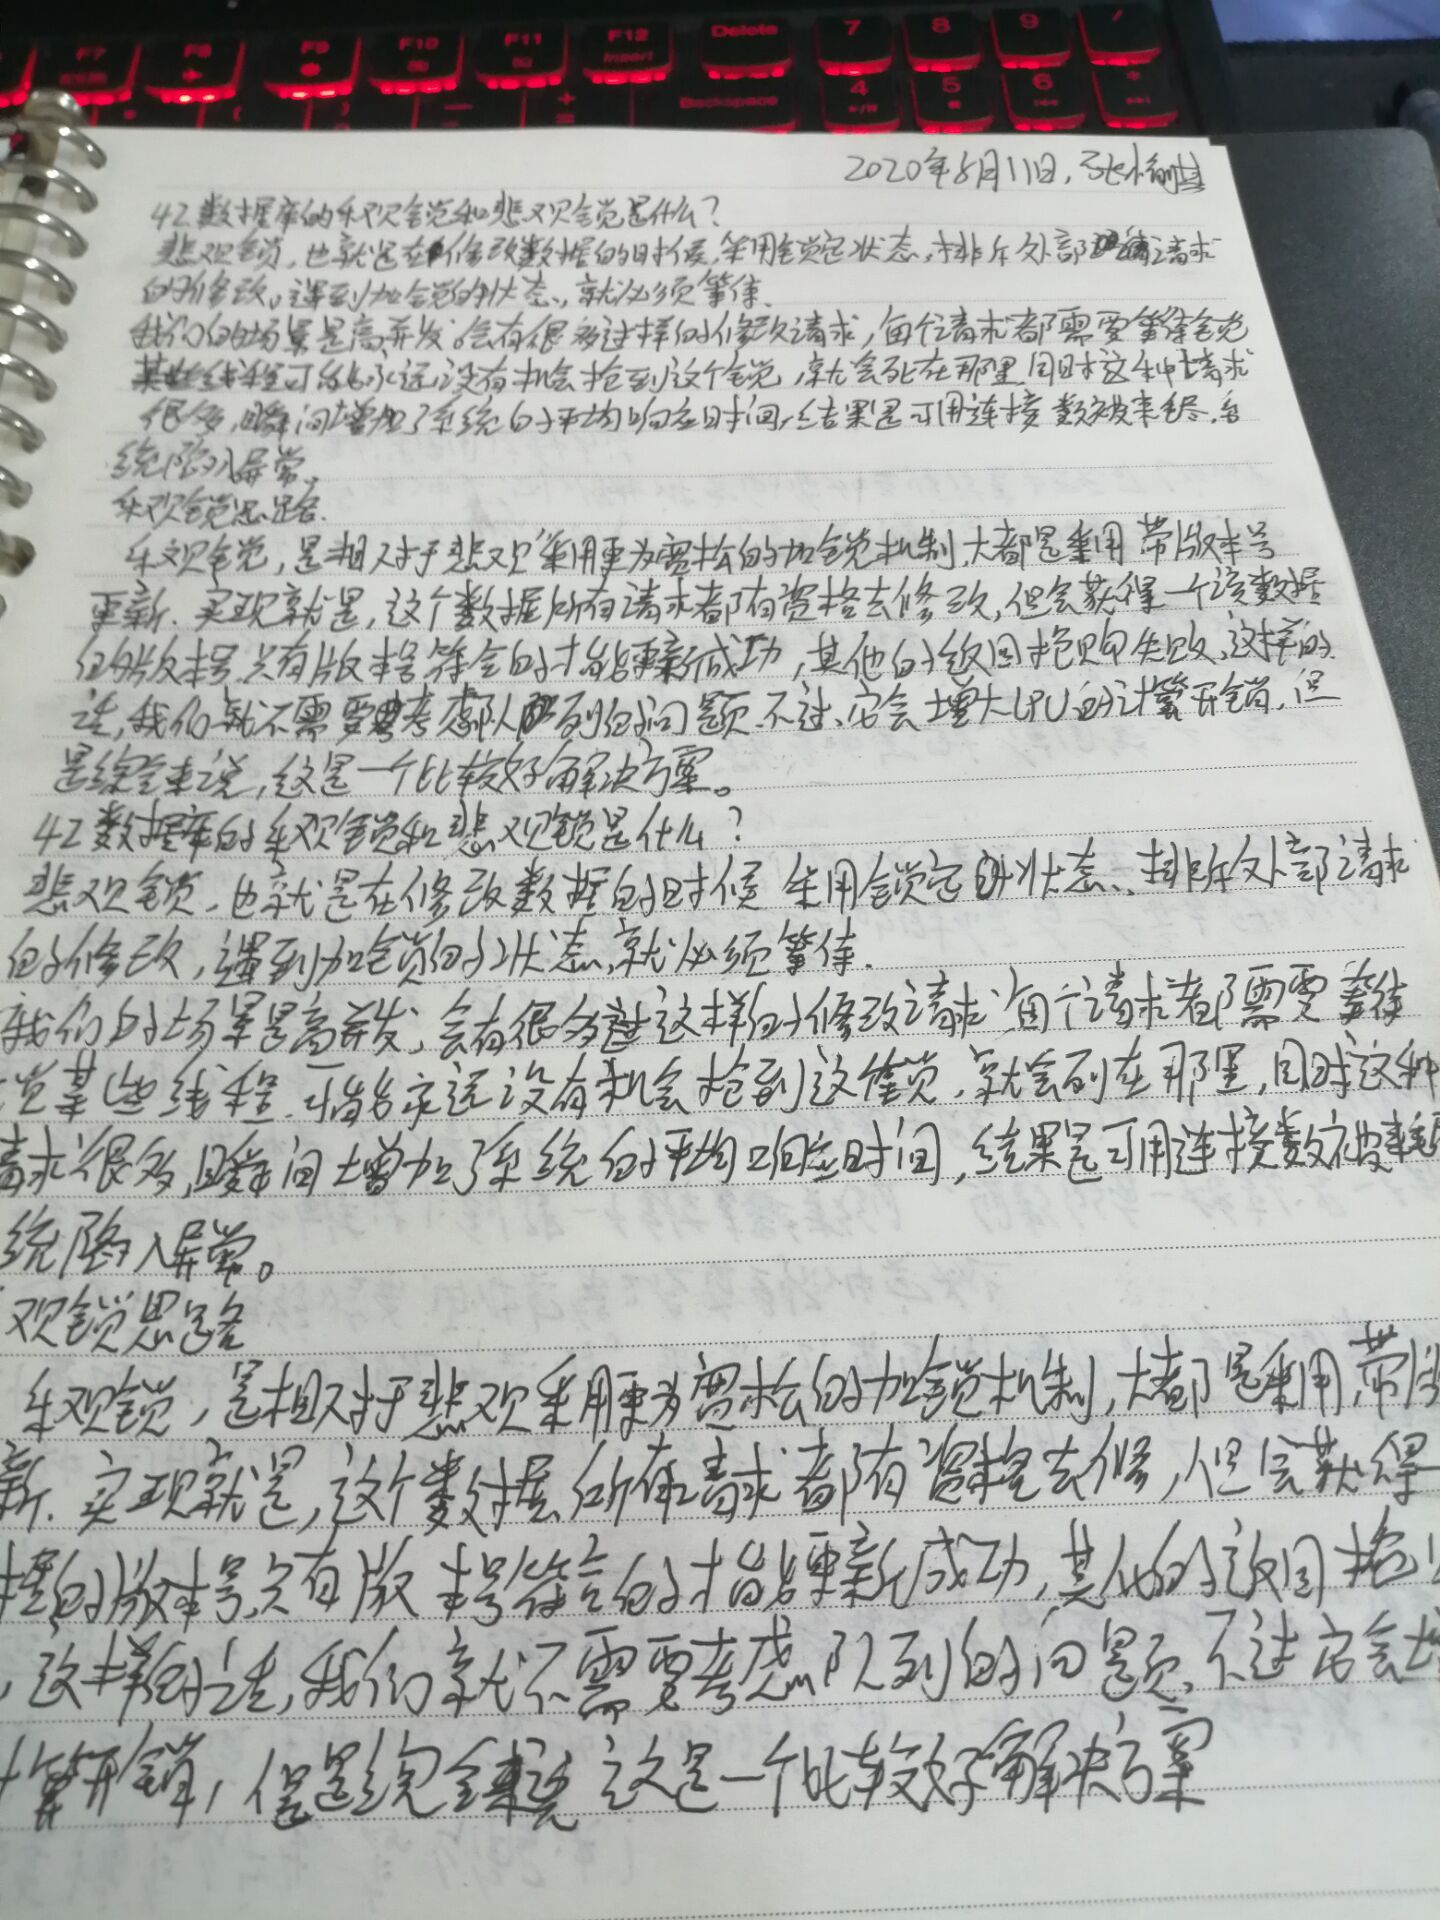 F7
F8
F9
F10
F11
F12
Insert
Delete
7
8
9
/
Backspace
4
5
6
*
2020年5月11日,
42数据库的乐观锁和悲观锁是什么?
悲观锁,也就是在修改数据的时候,采用锁定状态,排斥外部请求
的修改。遇到加锁的状态,就必须等待.
我们的场景是高并发。会有很多这样的修改请求,每个请求都需要等待锁
某些线程可能永远没有机会抢到这个锁,就会死在那里.同时这种请求
很多,瞬间增加了系统的平均响应时间,结果是可用连接数被耗尽.系
统陷入异常。
乐观锁思路.
乐观锁,是相对于悲观采用更为宽松的加锁机制,大都是采用带版本号
更新.实现就是,这个数据所有请求都有资格去修改,但会获得一个该数据
的版本号.只有版本号符合的才能更新成功,其他的返回抢购失败.这样的
话,我们就不需要考虑队列的问题.不过,它会增大CPU的计算开销,但
是综合来说,这是一个比较好解决方案。
42数据库的乐观锁和悲观锁是什么?
悲观锁,也就是在修改数据的时候采用锁定状态,排斥外部请求
的修改,遇到加锁的状态,就必须等待.
我们的场景是高并发,会有很多这样的修改请求每个请求都需要等待
锁某些线程.可能永远没有机会抢到这个锁,就会死在那里,同时这种
请求很多,瞬间增加了系统的平均响应时间,结果是可用连接数被耗
统陷入异常。
观锁思路
乐观锁,是相对于悲观采用更为宽松的加锁机制,大都是采用带版
新.实现就是,这个数据所有请求都有资格去修,但会获得一
据的版本号,只有版本号符合的才能更新成功,其他的返回抢
,这样的话,我们就不需要考虑队列的问题.不过它会增
计算开销,但是综合来说这是一个比较好解决方案